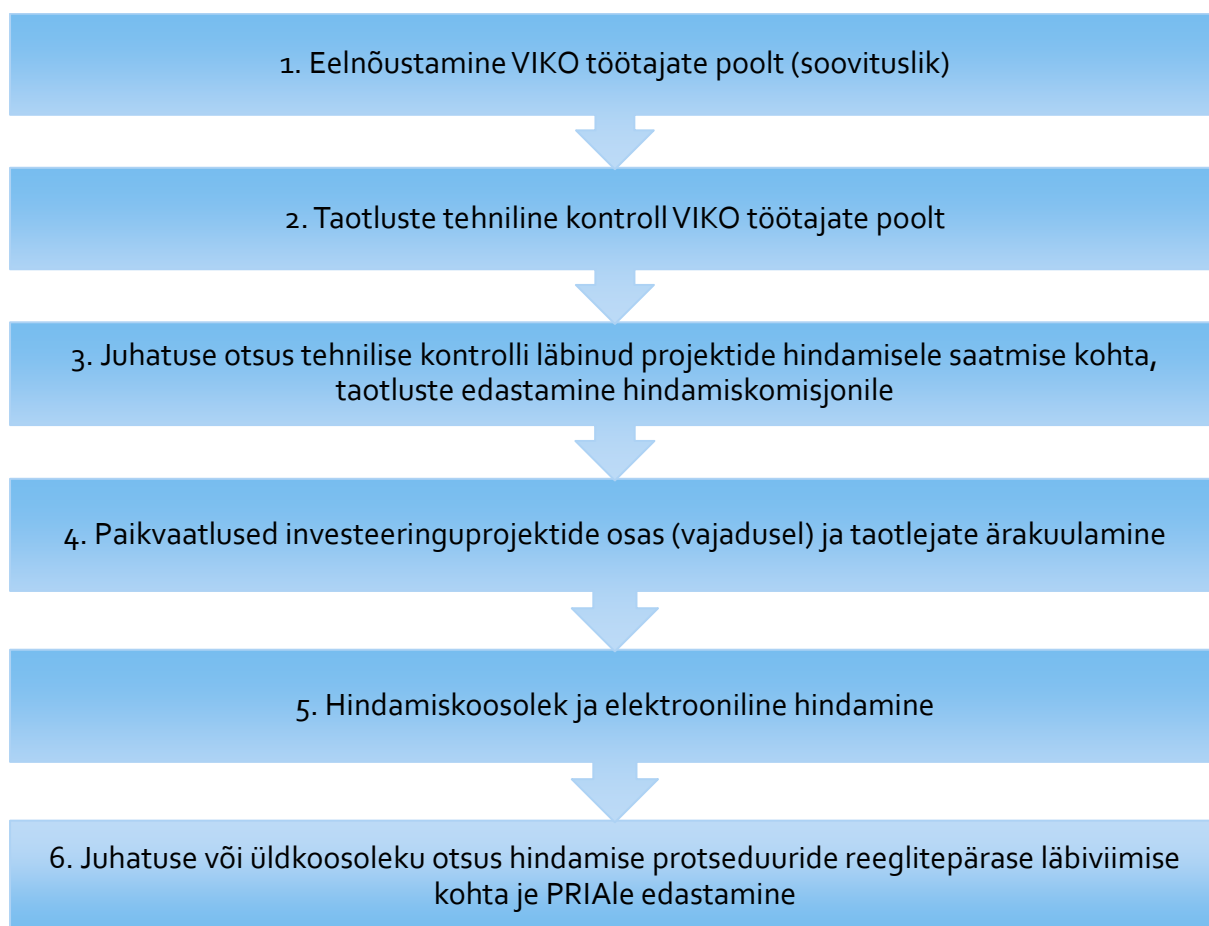 1. Eelnõustamine VIKO töötajate poolt (soovituslik)
2. Taotluste tehniline kontroll VIKO töötajate poolt
3. Juhatuse otsus tehnilise kontrolli läbinud projektide hindamisele saatmise kohta,
taotluste edastamine hindamiskomisjonile
4. Paikvaatlused investeeringuprojektide osas (vajadusel) ja taotlejate ärakuulamine
5. Hindamiskoosolek ja elektrooniline hindamine
6. Juhatuse või üldkoosoleku otsus hindamise protseduuride reeglitepärase läbiviimise
kohta je PRIAle edastamine